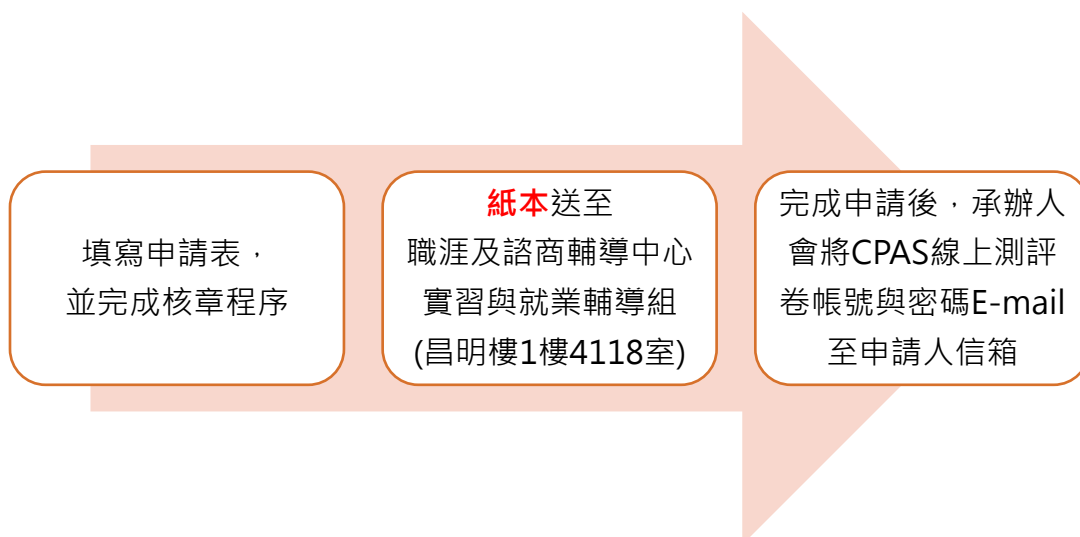 填寫申請表，
並完成核章程序
紙本送至
職涯及諮商輔導中心
實習與就業輔導組
(昌明樓1樓4118室)
完成申請後，承辦人
會將CPAS線上測評
卷帳號與密碼E-mail
至申請人信箱